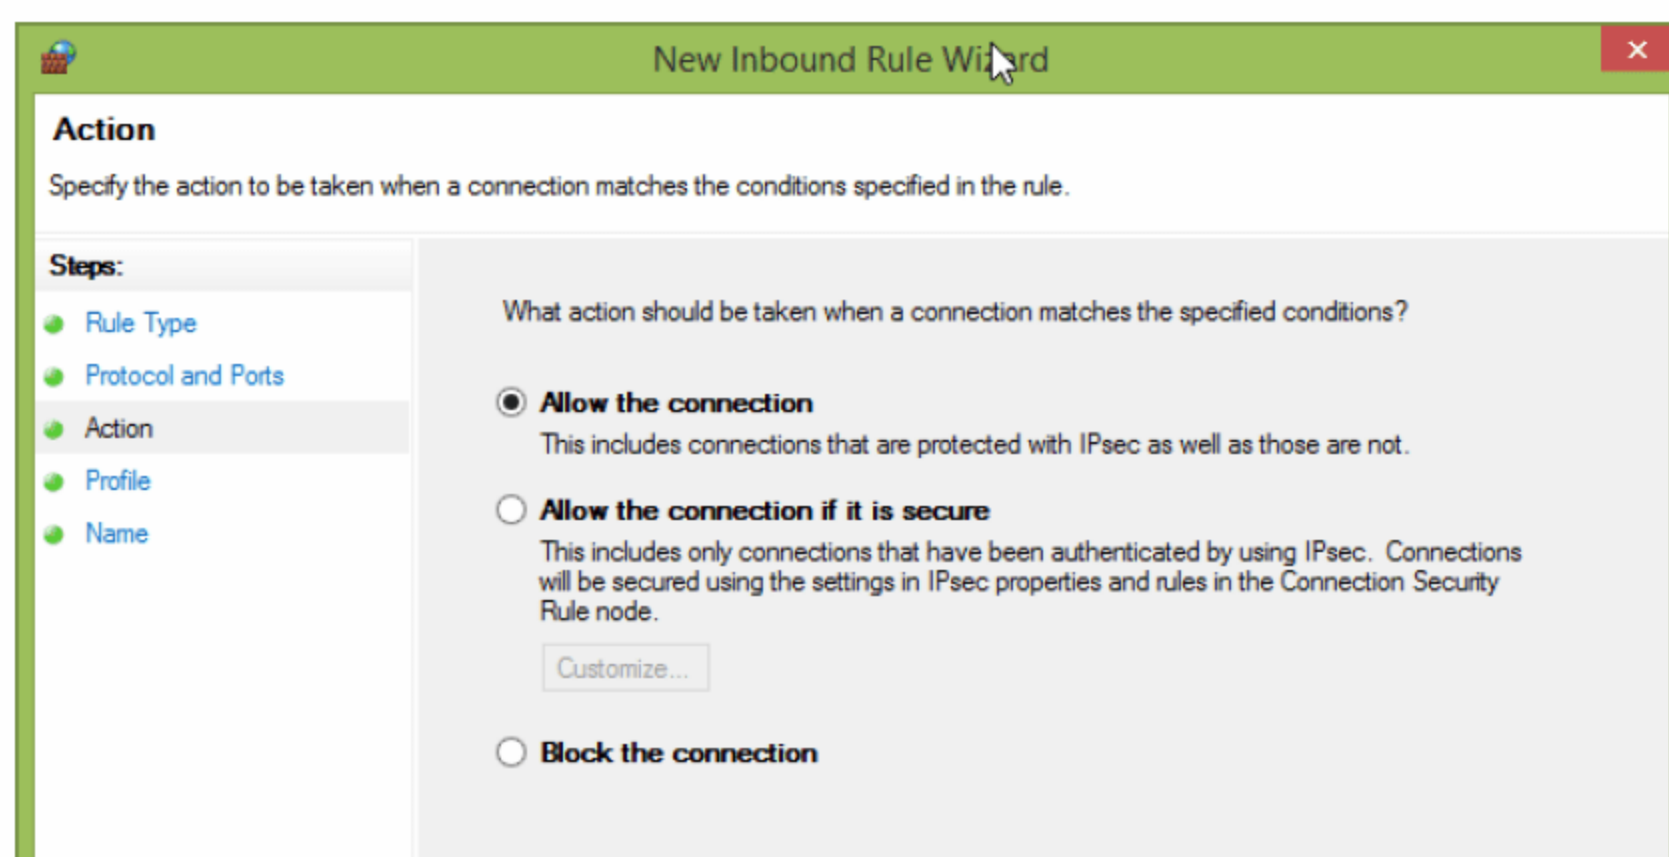 New Inbound Rule Wizard
Action
Specify the action to be taken when a connection matches the conditions specified in the rule.
Steps:
Rule Type
Protocol and Ports
Action
Profile
Name
What action should be taken when a connection matches the specified conditions?
Allow the connection
This includes connections that are protected with IPsec as well as those are not.
Allow the connection if it is secure
This includes only connections that have been authenticated by using IPsec. Connections
will be secured using the settings in IPsec properties and rules in the Connection Security
Rule node.
Customize...
Block the connection